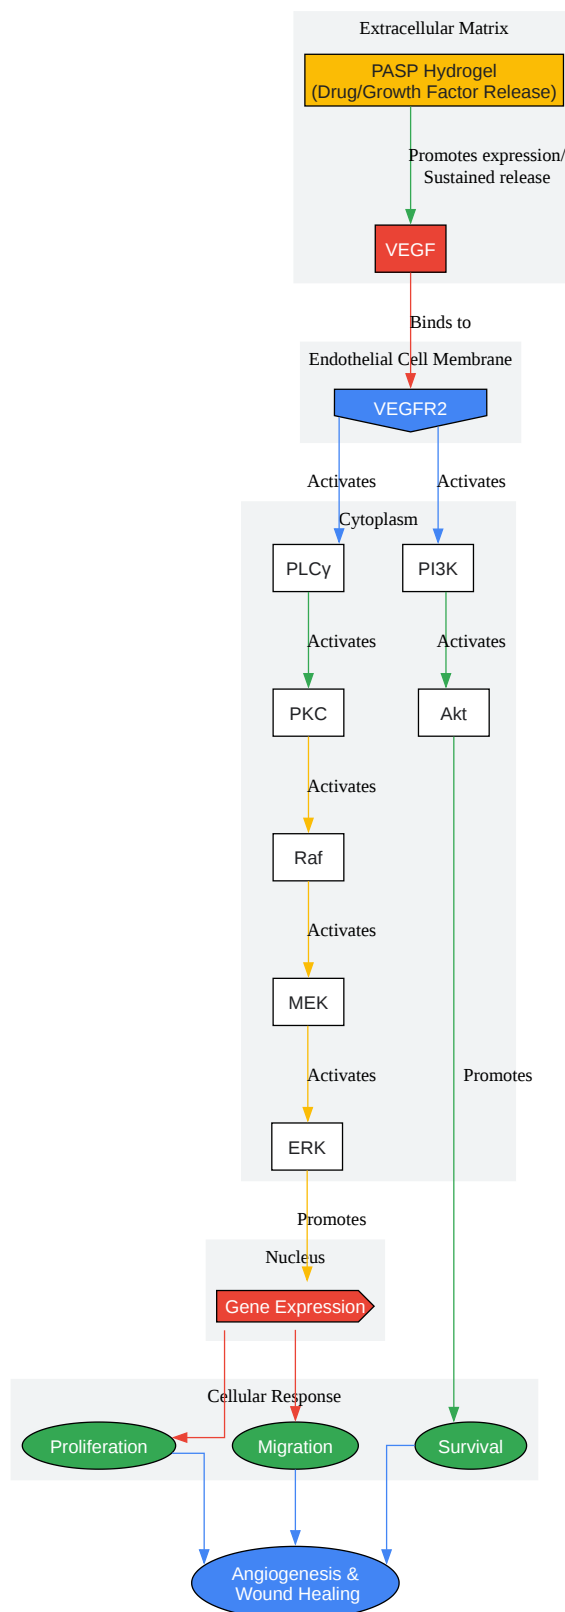 Extracellular Matrix
PASP Hydrogel
(Drug/Growth Factor Release)
Promotes expression/
Sustained release
VEGF
Binds to
Endothelial Cell Membrane
VEGFR2
Activates
Activates
Cytoplasm
PLCγ
PI3K
Activates
Activates
PKC
Akt
Activates
Raf
Activates
MEK
Activates
Promotes
ERK
Promotes
Nucleus
Gene Expression
Cellular Response
Proliferation
Migration
Survival
Angiogenesis &
Wound Healing